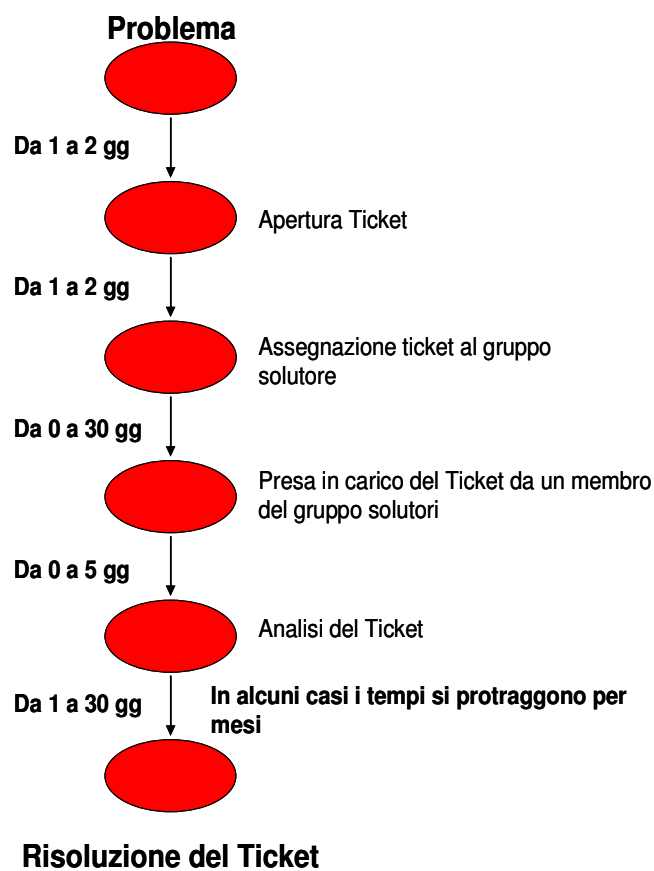 Problema
Da 1 a 2 gg
Apertura Ticket
Da 1 a 2 gg
Assegnazione ticket al gruppo
solutore
Da 0 a 30 gg
Presa in carico del Ticket da un membro
del gruppo solutori
Da 0 a 5 gg
Analisi del Ticket
Da 1 a 30 gg
In alcuni casi i tempi si protraggono per
mesi
Risoluzione del Ticket